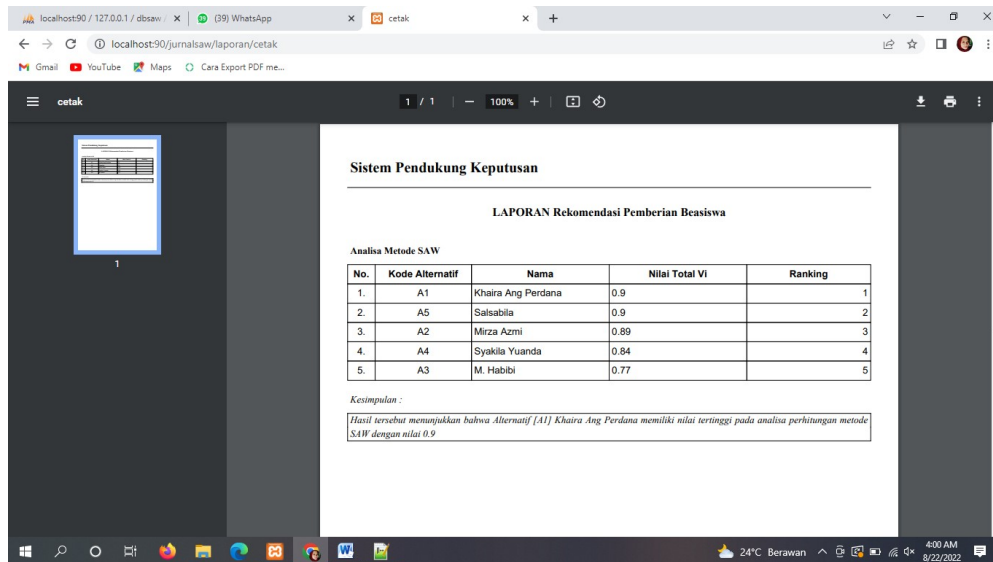 localhost:90 / 127.0.0.1 / dbsaw / (39) WhatsApp cetak
localhost:90/jurnalsaw/laporan/cetak
Gmail YouTube Maps Cara Export PDF me...
cetak 1 / 1 100%
1
Sistem Pendukung Keputusan
LAPORAN Rekomendasi Pemberian Beasiswa
Analisa Metode SAW
No. Kode Alternatif Nama Nilai Total Vi Ranking
1. A1 Khaira Ang Perdana 0.9 1
2. A5 Salsabila 0.9 2
3. A2 Mirza Azmi 0.89 3
4. A4 Syakila Yuanda 0.84 4
5. A3 M. Habibi 0.77 5
Kesimpulan :
Hasil tersebut menunjukkan bahwa Alternatif [A1] Khaira Ang Perdana memiliki nilai tertinggi pada analisa perhitungan metode
SAW dengan nilai 0.9
24°C Berawan 4:00 AM
8/22/2022